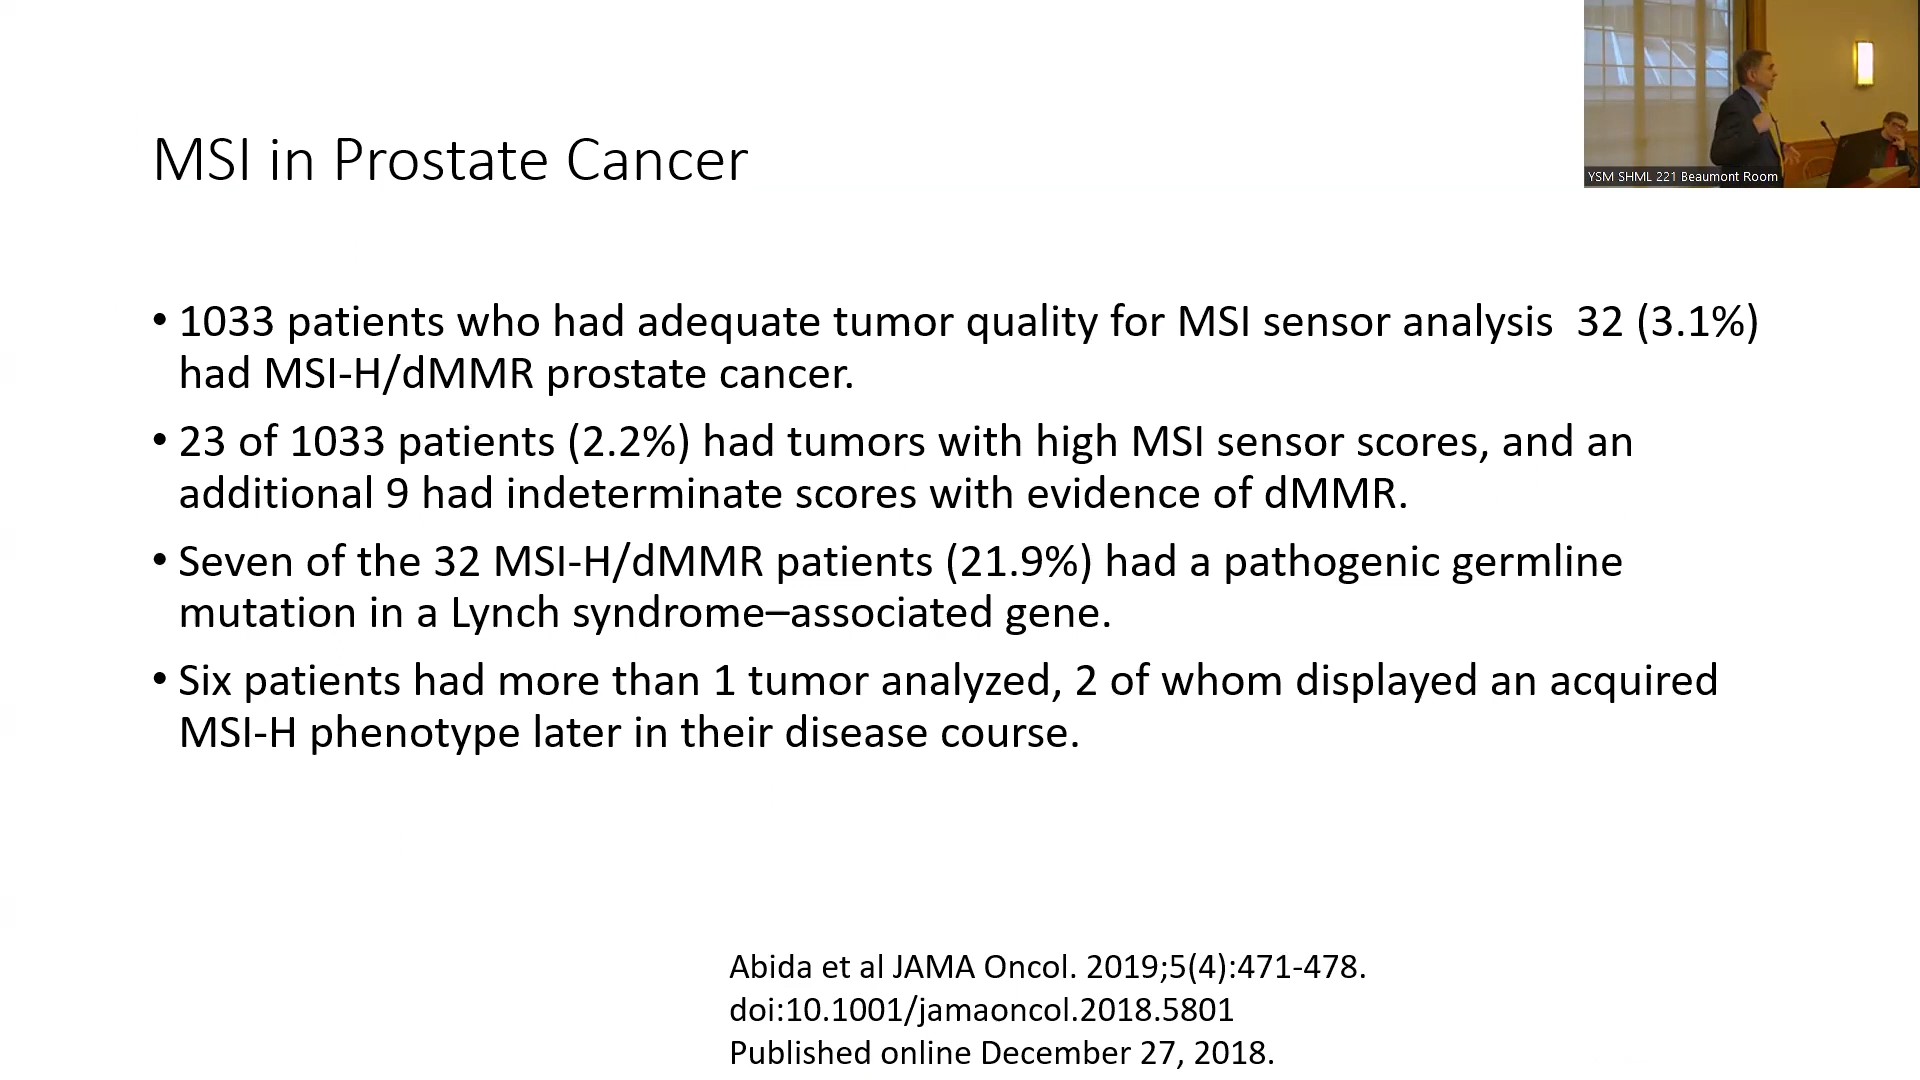 YSM SHML 221 Beaumont Room
MSI in Prostate Cancer
• 1033 patients who had adequate tumor quality for MSI sensor analysis  32 (3.1%)
had MSI-H/dMMR prostate cancer.
• 23 of 1033 patients (2.2%) had tumors with high MSI sensor scores, and an
additional 9 had indeterminate scores with evidence of dMMR.
• Seven of the 32 MSI-H/dMMR patients (21.9%) had a pathogenic germline
mutation in a Lynch syndrome–associated gene.
• Six patients had more than 1 tumor analyzed, 2 of whom displayed an acquired
MSI-H phenotype later in their disease course.
Abida et al JAMA Oncol. 2019;5(4):471-478.
doi:10.1001/jamaoncol.2018.5801
Published online December 27, 2018.